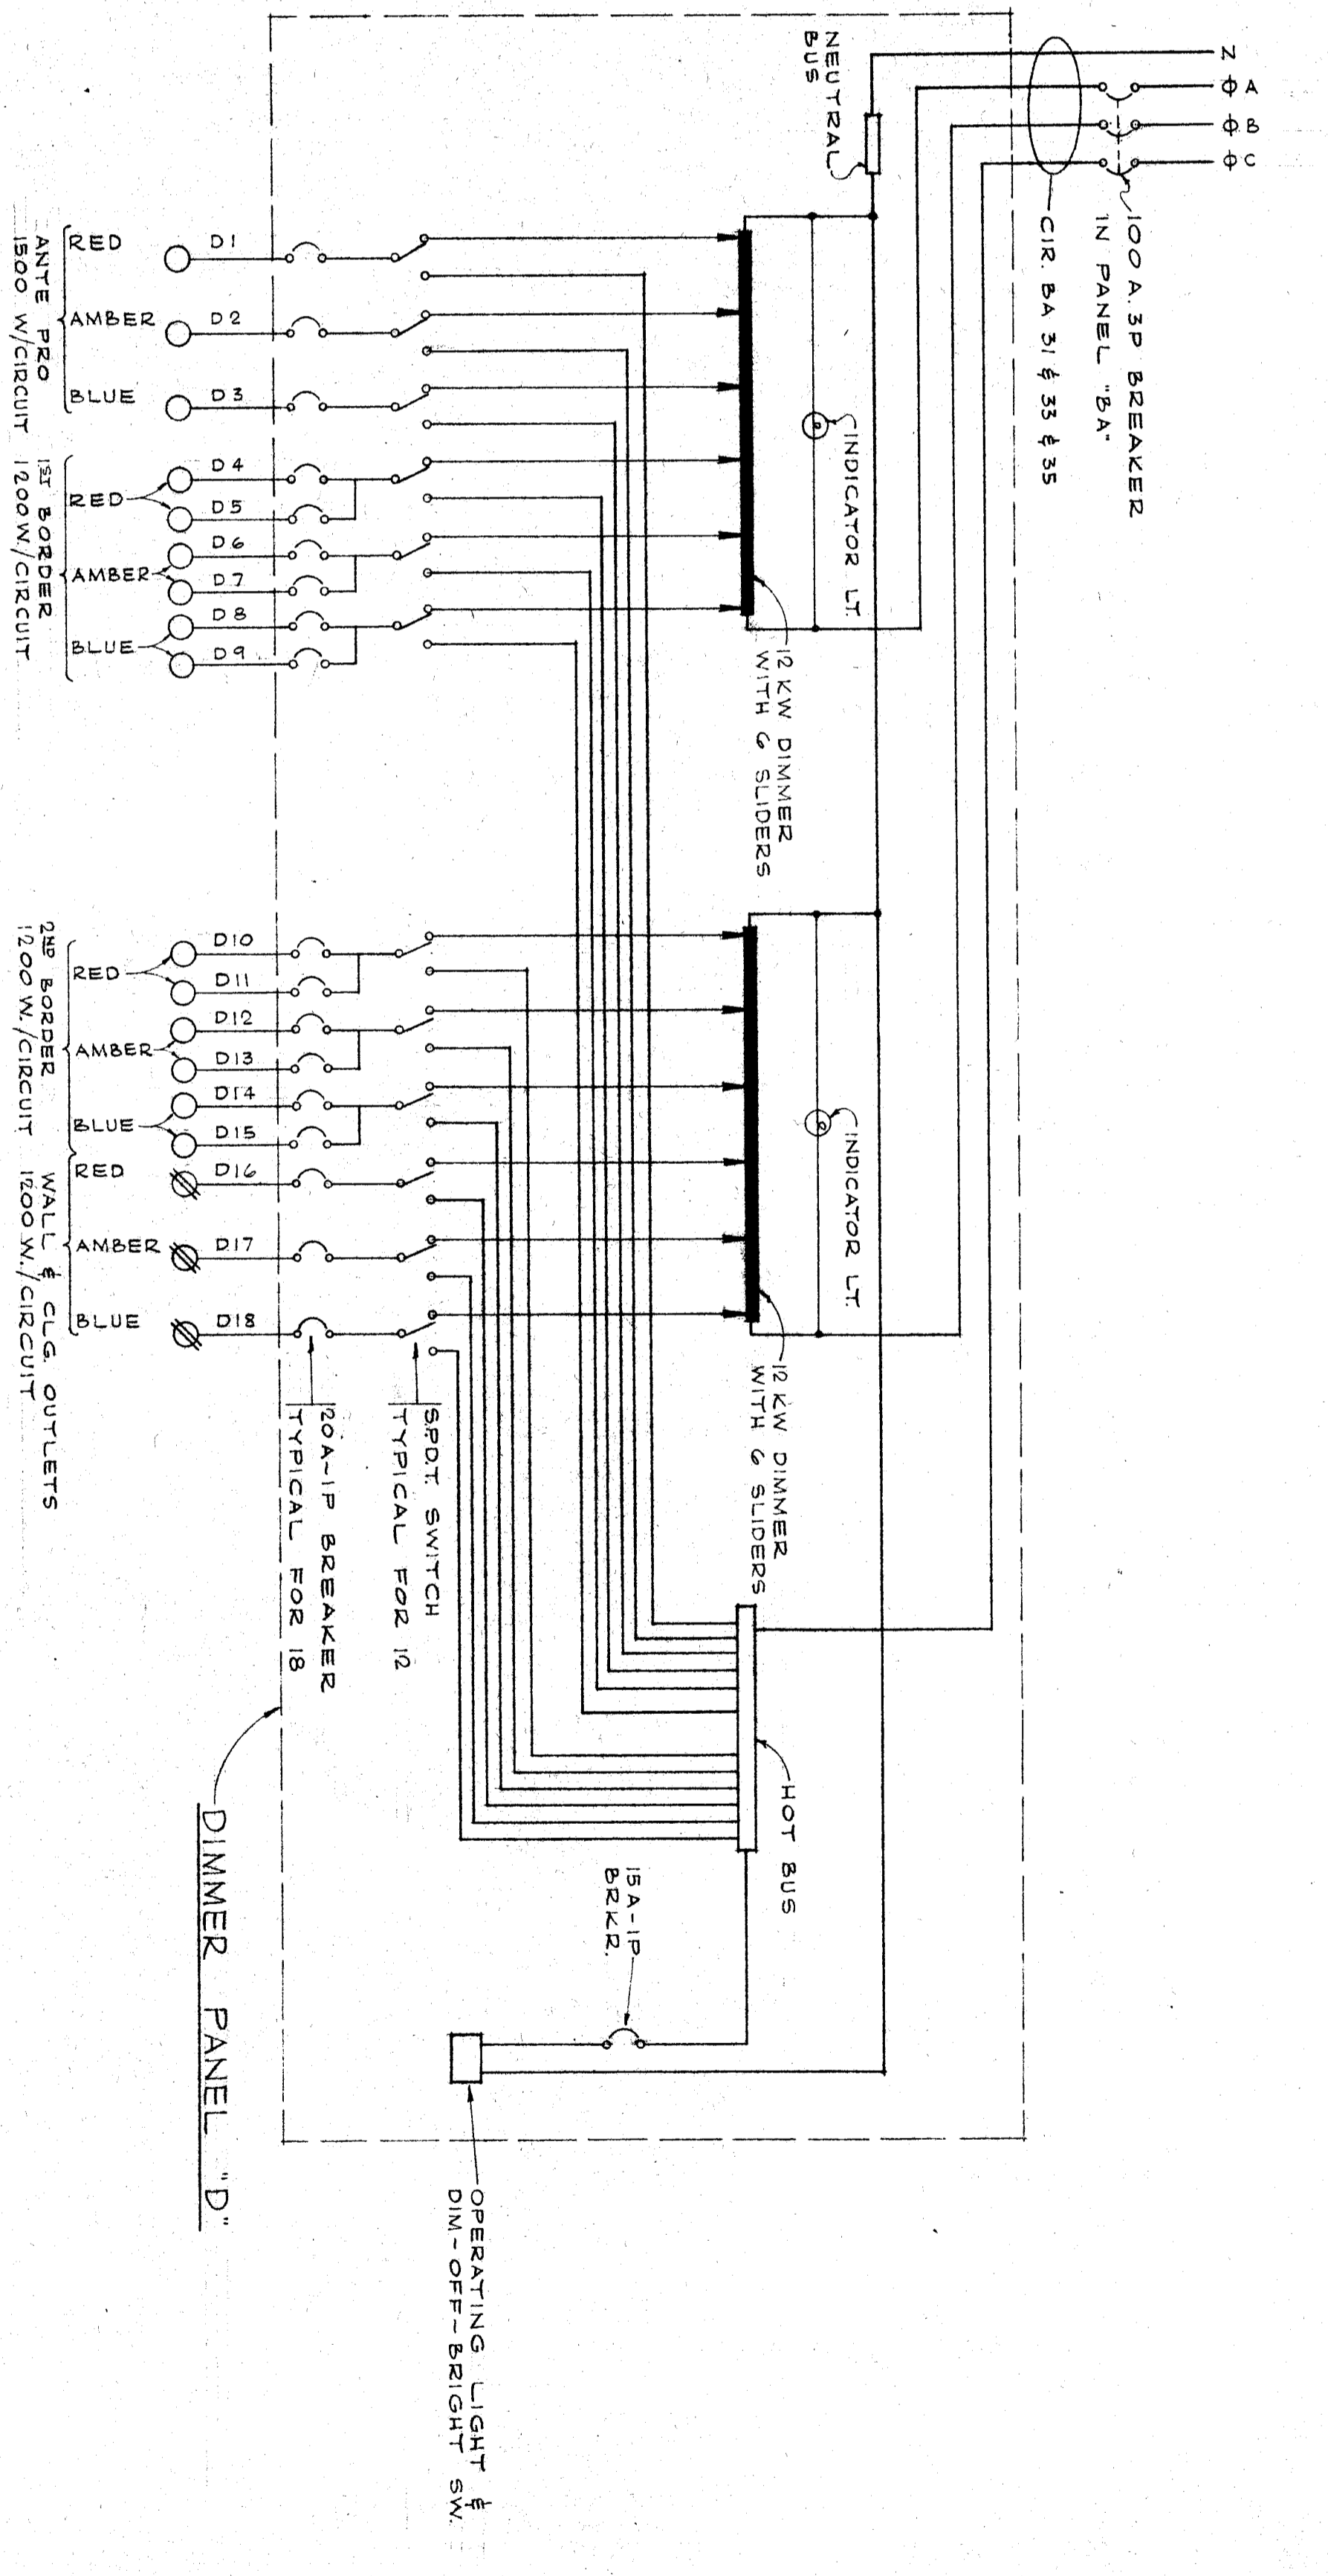 N
ϕ A
ϕ B
ϕ C
100 A. 3P BREAKER
IN PANEL "BA"
CIR. BA 31 & 33 & 35
NEUTRAL
BUS
INDICATOR LT.
12 KW DIMMER
WITH 6 SLIDERS
INDICATOR LT.
12 KW DIMMER
WITH 6 SLIDERS
HOT BUS
15A-1P
BRKR.
OPERATING LIGHT &
DIM-OFF-BRIGHT SW.
S.P.D.T. SWITCH
TYPICAL FOR 12
20A-1P BREAKER
TYPICAL FOR 18
DIMMER PANEL "D"
D1
D2
D3
D4
D5
D6
D7
D8
D9
D10
D11
D12
D13
D14
D15
D16
D17
D18
RED
AMBER
BLUE
RED
AMBER
BLUE
RED
AMBER
BLUE
RED
AMBER
BLUE
ANTE PRO
1500 W/CIRCUIT
1ST BORDER
1200W./CIRCUIT
2ND BORDER
1200 W./CIRCUIT
WALL & CLG. OUTLETS
1200 W./CIRCUIT